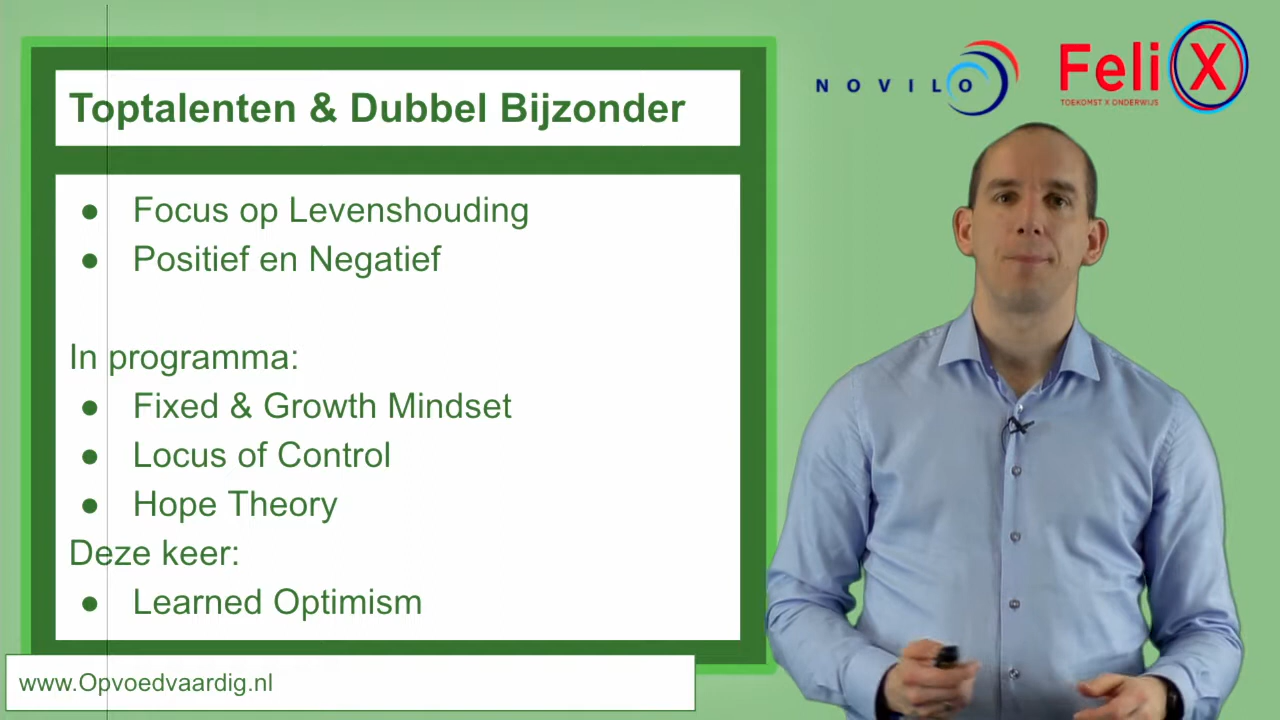 Toptalenten & Dubbel Bijzonder
● Focus op Levenshouding
● Positief en Negatief
In programma:
● Fixed & Growth Mindset
● Locus of Control
● Hope Theory
Deze keer:
● Learned Optimism
www.Opvoedvaardig.nl
NOVILO
FeliX
TOEKOMST X ONDERWIJS